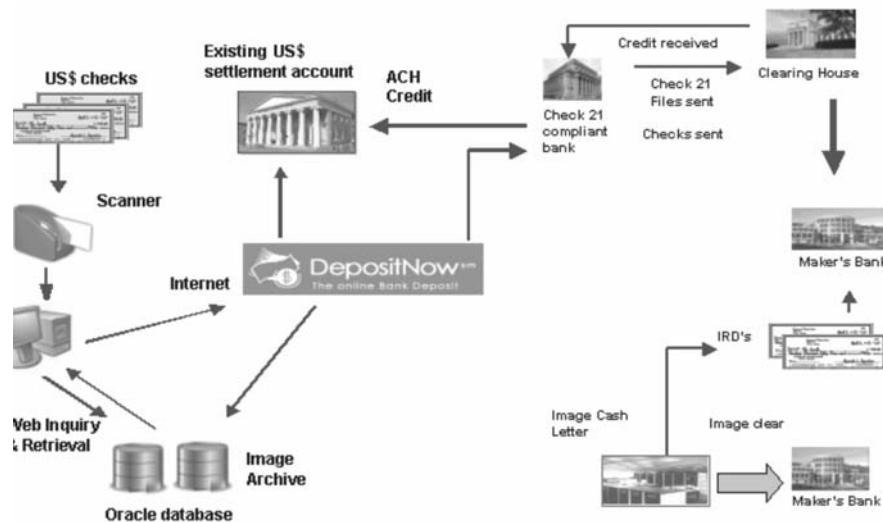 US$ checks
Existing US$
settlement account
ACH
Credit
Credit received
Clearing House
Check 21
Files sent
Check 21
compliant
bank
Checks sent
Scanner
Internet
DepositNow℠
The online Bank Deposit
Maker's Bank
IRD's
Web Inquiry
& Retrieval
Image
Archive
Oracle database
Image Cash
Letter
Image clear
Maker's Bank